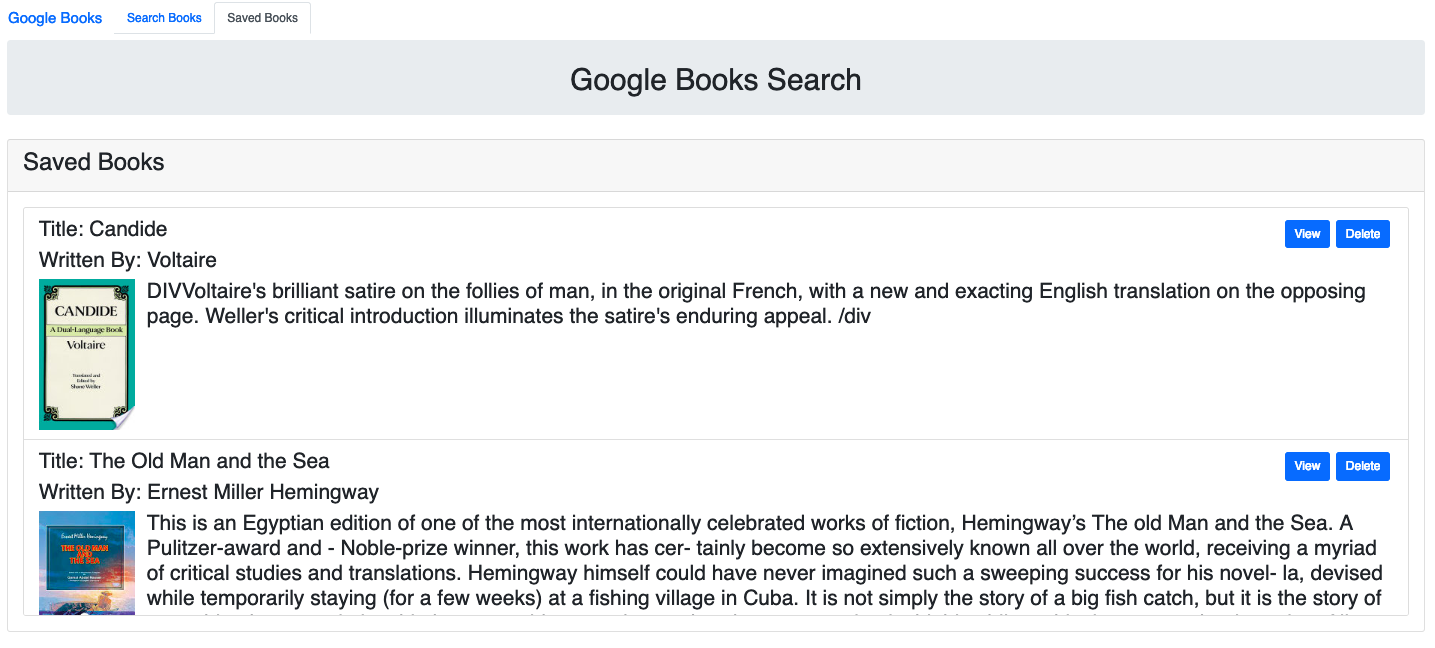 Google Books Search Books Saved Books
Google Books Search
Saved Books
Title: Candide
View Delete
Written By: Voltaire
CANDIDE
A Dual-Language Book
Voltaire
Translated and
Edited by
Shane Weller
DIVVoltaire's brilliant satire on the follies of man, in the original French, with a new and exacting English translation on the opposing
page. Weller's critical introduction illuminates the satire's enduring appeal. /div
Title: The Old Man and the Sea
View Delete
Written By: Ernest Miller Hemingway
Ernest Miller Hemingway
THE OLD MAN
AND
THE SEA
This is an Egyptian edition of one of the most internationally celebrated works of fiction, Hemingway’s The old Man and the Sea. A
Pulitzer-award and - Noble-prize winner, this work has cer- tainly become so extensively known all over the world, receiving a myriad
of critical studies and translations. Hemingway himself could have never imagined such a sweeping success for his novel- la, devised
while temporarily staying (for a few weeks) at a fishing village in Cuba. It is not simply the story of a big fish catch, but it is the story of